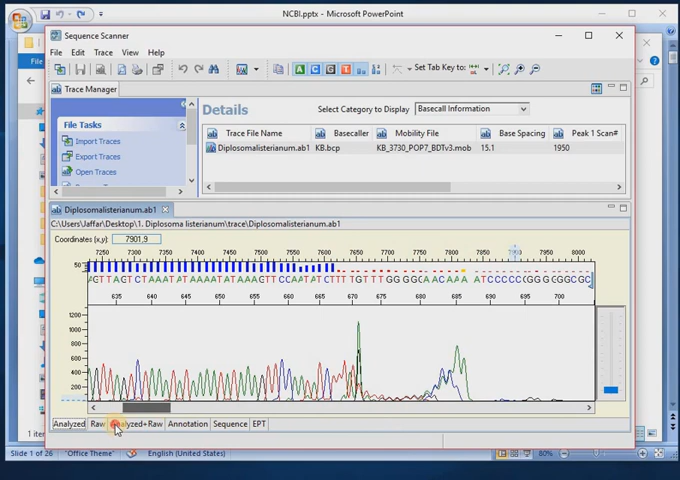 NCBI.pptx - Microsoft PowerPoint
Sequence Scanner
File Edit Trace View Help
A C G T Set Tab Key to:
File
Trace Manager
File Tasks
Import Traces
Export Traces
Open Traces
Details Select Category to Display Basecall Information
Trace File Name Basecaller Mobility File Base Spacing Peak 1 Scan#
Diplosomalisterianum.ab1 KB.bcp KB_3730_POP7_BDTv3.mob 15.1 1950
Diplosomalisterianum.ab1
C:\Users\Jaffar\Desktop\1. Diplosoma listerianum\trace\Diplosomalisterianum.ab1
Coordinates (x,y): 7901,9
7250 7300 7350 7400 7450 7500 7550 7600 7650 7700 7750 7800 7850 7900 7950 8000
50
635 640 645 650 655 660 665 670 675 680 685 690 695 700
1200
1000
800
600
400
200
Analyzed Raw Analyzed+Raw Annotation Sequence EPT
1 item
Slide 1 of 26 "Office Theme" English (United States) 80%